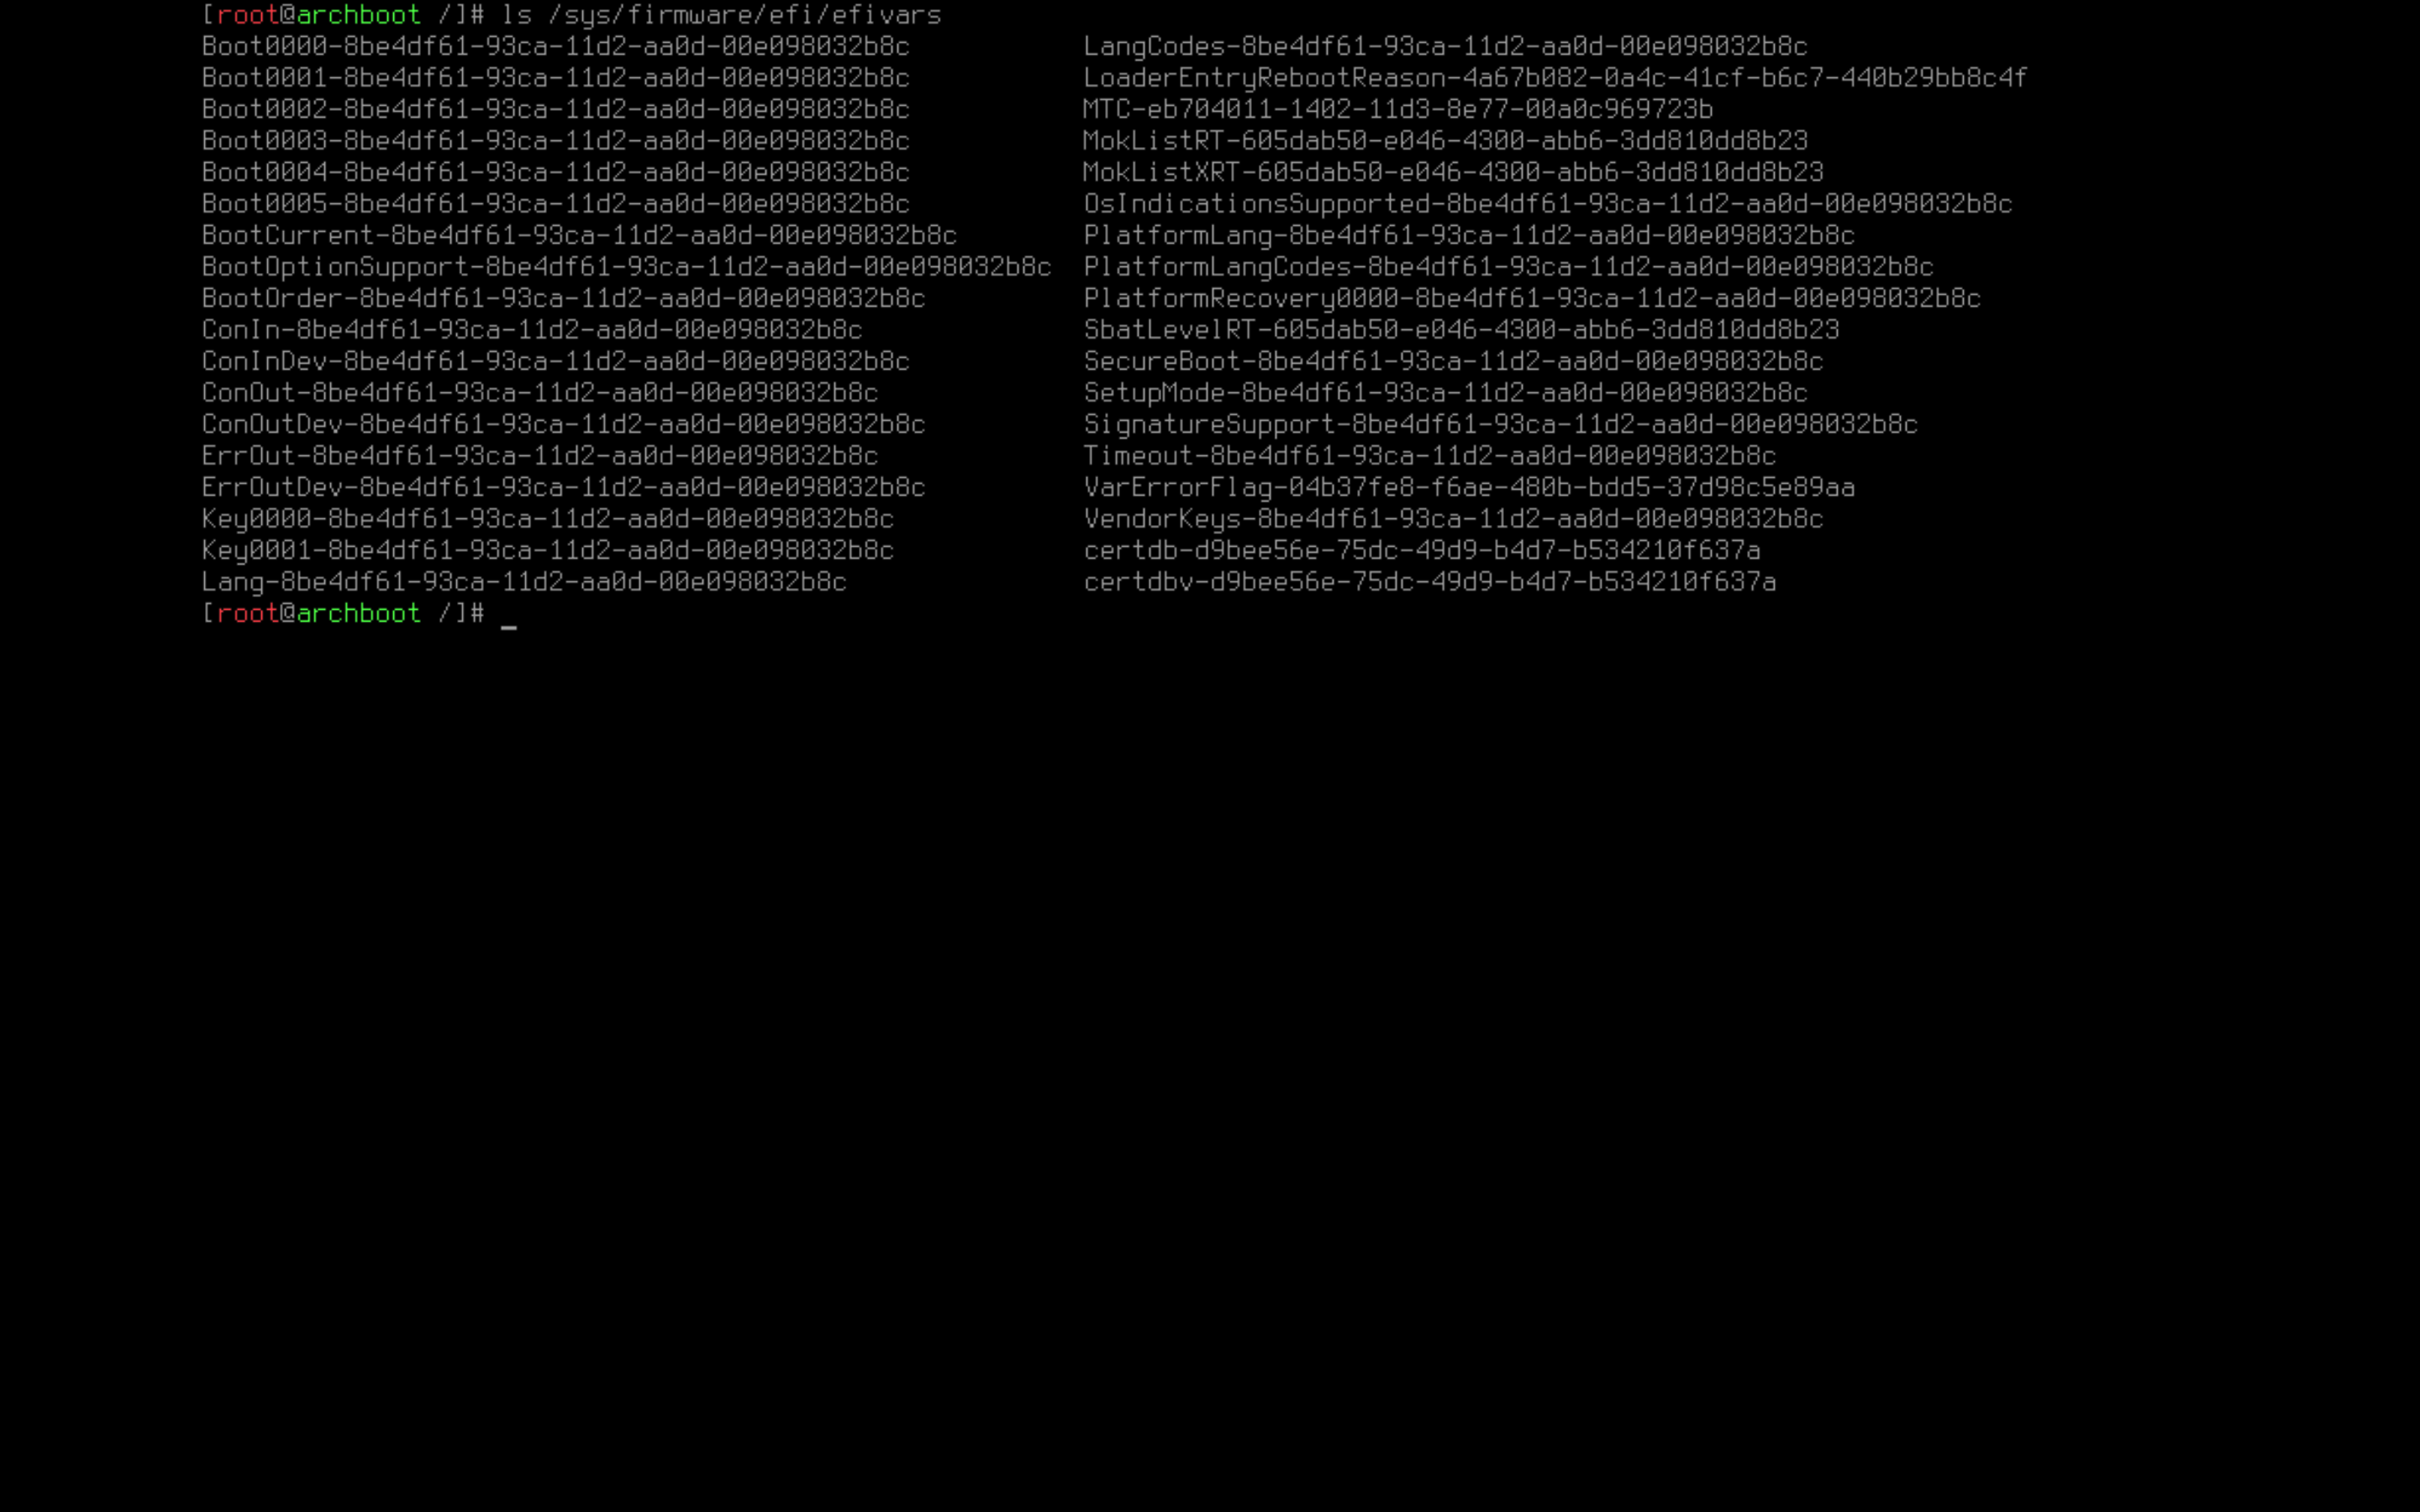 [root@archboot /]# ls /sys/firmware/efi/efivars
Boot0000-8be4df61-93ca-11d2-aa0d-00e098032b8c LangCodes-8be4df61-93ca-11d2-aa0d-00e098032b8c
Boot0001-8be4df61-93ca-11d2-aa0d-00e098032b8c LoaderEntryRebootReason-4a67b082-0a4c-41cf-b6c7-440b29bb8c4f
Boot0002-8be4df61-93ca-11d2-aa0d-00e098032b8c MTC-eb704011-1402-11d3-8e77-00a0c969723b
Boot0003-8be4df61-93ca-11d2-aa0d-00e098032b8c MokListRT-605dab50-e046-4300-abb6-3dd810dd8b23
Boot0004-8be4df61-93ca-11d2-aa0d-00e098032b8c MokListXRT-605dab50-e046-4300-abb6-3dd810dd8b23
Boot0005-8be4df61-93ca-11d2-aa0d-00e098032b8c OsIndicationsSupported-8be4df61-93ca-11d2-aa0d-00e098032b8c
BootCurrent-8be4df61-93ca-11d2-aa0d-00e098032b8c PlatformLang-8be4df61-93ca-11d2-aa0d-00e098032b8c
BootOptionSupport-8be4df61-93ca-11d2-aa0d-00e098032b8c PlatformLangCodes-8be4df61-93ca-11d2-aa0d-00e098032b8c
BootOrder-8be4df61-93ca-11d2-aa0d-00e098032b8c PlatformRecovery0000-8be4df61-93ca-11d2-aa0d-00e098032b8c
ConIn-8be4df61-93ca-11d2-aa0d-00e098032b8c SbatLevelRT-605dab50-e046-4300-abb6-3dd810dd8b23
ConInDev-8be4df61-93ca-11d2-aa0d-00e098032b8c SecureBoot-8be4df61-93ca-11d2-aa0d-00e098032b8c
ConOut-8be4df61-93ca-11d2-aa0d-00e098032b8c SetupMode-8be4df61-93ca-11d2-aa0d-00e098032b8c
ConOutDev-8be4df61-93ca-11d2-aa0d-00e098032b8c SignatureSupport-8be4df61-93ca-11d2-aa0d-00e098032b8c
ErrOut-8be4df61-93ca-11d2-aa0d-00e098032b8c Timeout-8be4df61-93ca-11d2-aa0d-00e098032b8c
ErrOutDev-8be4df61-93ca-11d2-aa0d-00e098032b8c VarErrorFlag-04b37fe8-f6ae-480b-bdd5-37d98c5e89aa
Key0000-8be4df61-93ca-11d2-aa0d-00e098032b8c VendorKeys-8be4df61-93ca-11d2-aa0d-00e098032b8c
Key0001-8be4df61-93ca-11d2-aa0d-00e098032b8c certdb-d9bee56e-75dc-49d9-b4d7-b534210f637a
Lang-8be4df61-93ca-11d2-aa0d-00e098032b8c certdbv-d9bee56e-75dc-49d9-b4d7-b534210f637a
[root@archboot /]# _